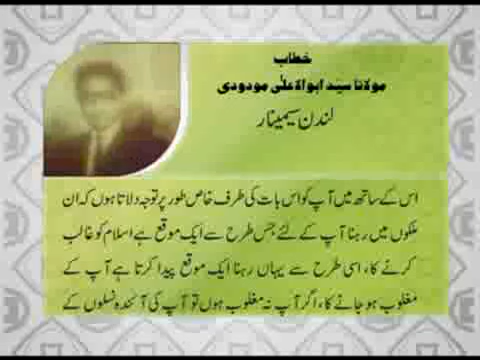 خطاب
مولانا سیّد ابوالاعلٰی مودودی
لندن سیمینار
اس کے ساتھ میں آپ کو اس بات کی طرف خاص طور پر توجہ دلاتا ہوں کہ ان
ملکوں میں رہنا آپ کے لئے جس طرح سے ایک موقع ہے اسلام کو غالب
کرنے کا، اسی طرح سے یہاں رہنا ایک موقع پیدا کرتا ہے آپ کے
مغلوب ہو جانے کا، اگر آپ نہ مغلوب ہوں تو آپ کی آئندہ نسلوں کے